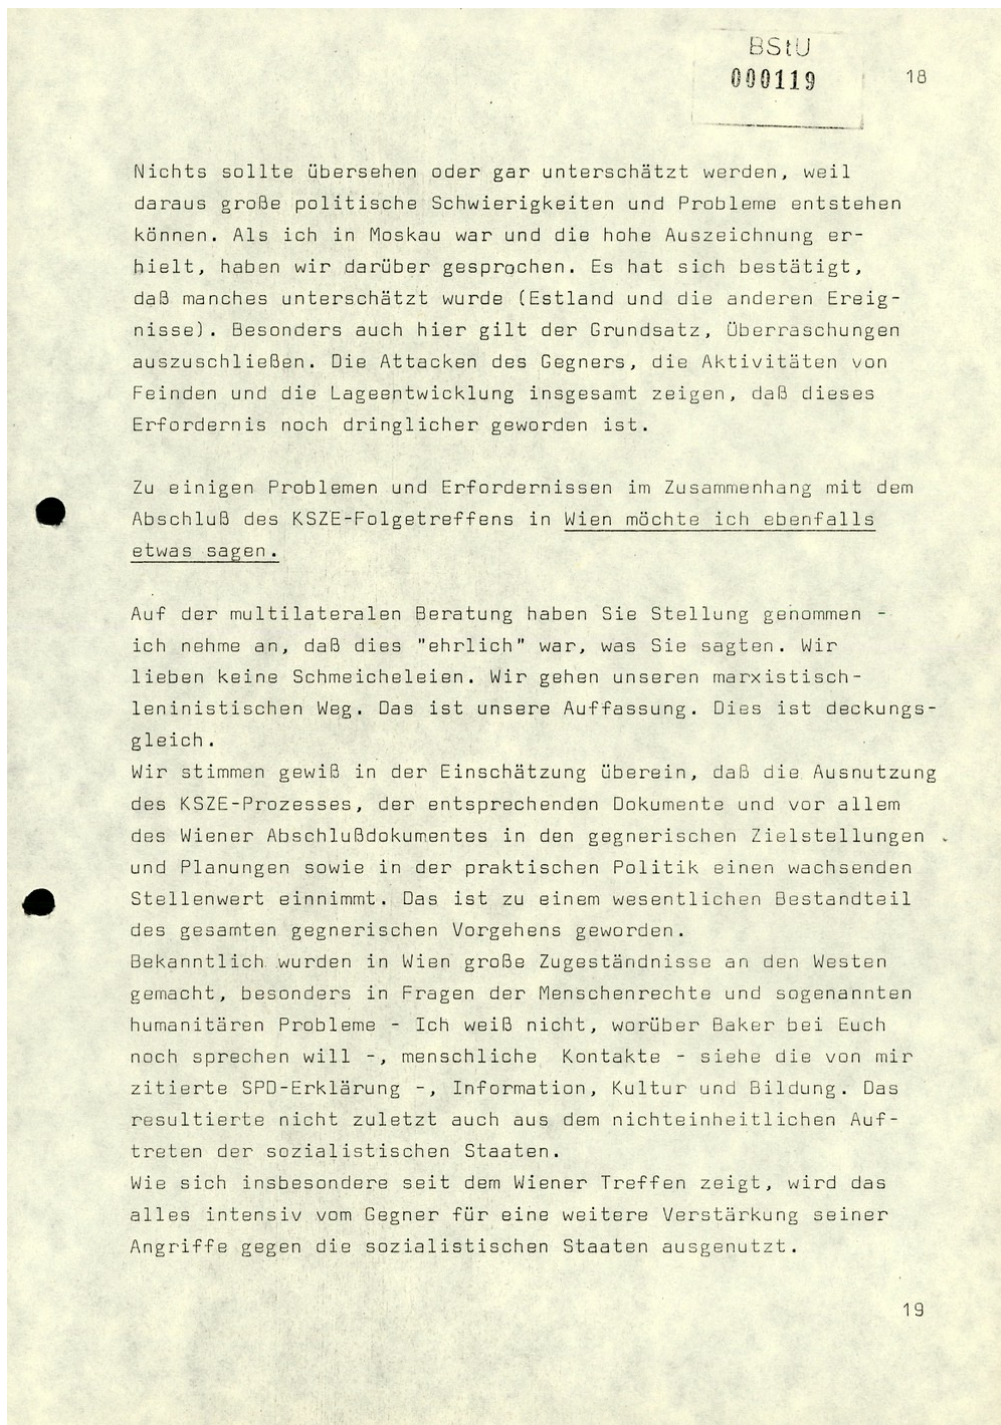 BStU
000119
18
Nichts sollte übersehen oder gar unterschätzt werden, weil
daraus große politische Schwierigkeiten und Probleme entstehen
können. Als ich in Moskau war und die hohe Auszeichnung er-
hielt, haben wir darüber gesprochen. Es hat sich bestätigt,
daß manches unterschätzt wurde (Estland und die anderen Ereig-
nisse). Besonders auch hier gilt der Grundsatz, Überraschungen
auszuschließen. Die Attacken des Gegners, die Aktivitäten von
Feinden und die Lageentwicklung insgesamt zeigen, daß dieses
Erfordernis noch dringlicher geworden ist.
Zu einigen Problemen und Erfordernissen im Zusammenhang mit dem
Abschluß des KSZE-Folgetreffens in Wien möchte ich ebenfalls
etwas sagen.
Auf der multilateralen Beratung haben Sie Stellung genommen -
ich nehme an, daß dies "ehrlich" war, was Sie sagten. Wir
lieben keine Schmeicheleien. Wir gehen unseren marxistisch-
leninistischen Weg. Das ist unsere Auffassung. Dies ist deckungs-
gleich.
Wir stimmen gewiß in der Einschätzung überein, daß die Ausnutzung
des KSZE-Prozesses, der entsprechenden Dokumente und vor allem
des Wiener Abschlußdokumentes in den gegnerischen Zielstellungen
und Planungen sowie in der praktischen Politik einen wachsenden
Stellenwert einnimmt. Das ist zu einem wesentlichen Bestandteil
des gesamten gegnerischen Vorgehens geworden.
Bekanntlich wurden in Wien große Zugeständnisse an den Westen
gemacht, besonders in Fragen der Menschenrechte und sogenannten
humanitären Probleme - Ich weiß nicht, worüber Baker bei Euch
noch sprechen will -, menschliche Kontakte - siehe die von mir
zitierte SPD-Erklärung -, Information, Kultur und Bildung. Das
resultierte nicht zuletzt auch aus dem nichteinheitlichen Auf-
treten der sozialistischen Staaten.
Wie sich insbesondere seit dem Wiener Treffen zeigt, wird das
alles intensiv vom Gegner für eine weitere Verstärkung seiner
Angriffe gegen die sozialistischen Staaten ausgenutzt.
19